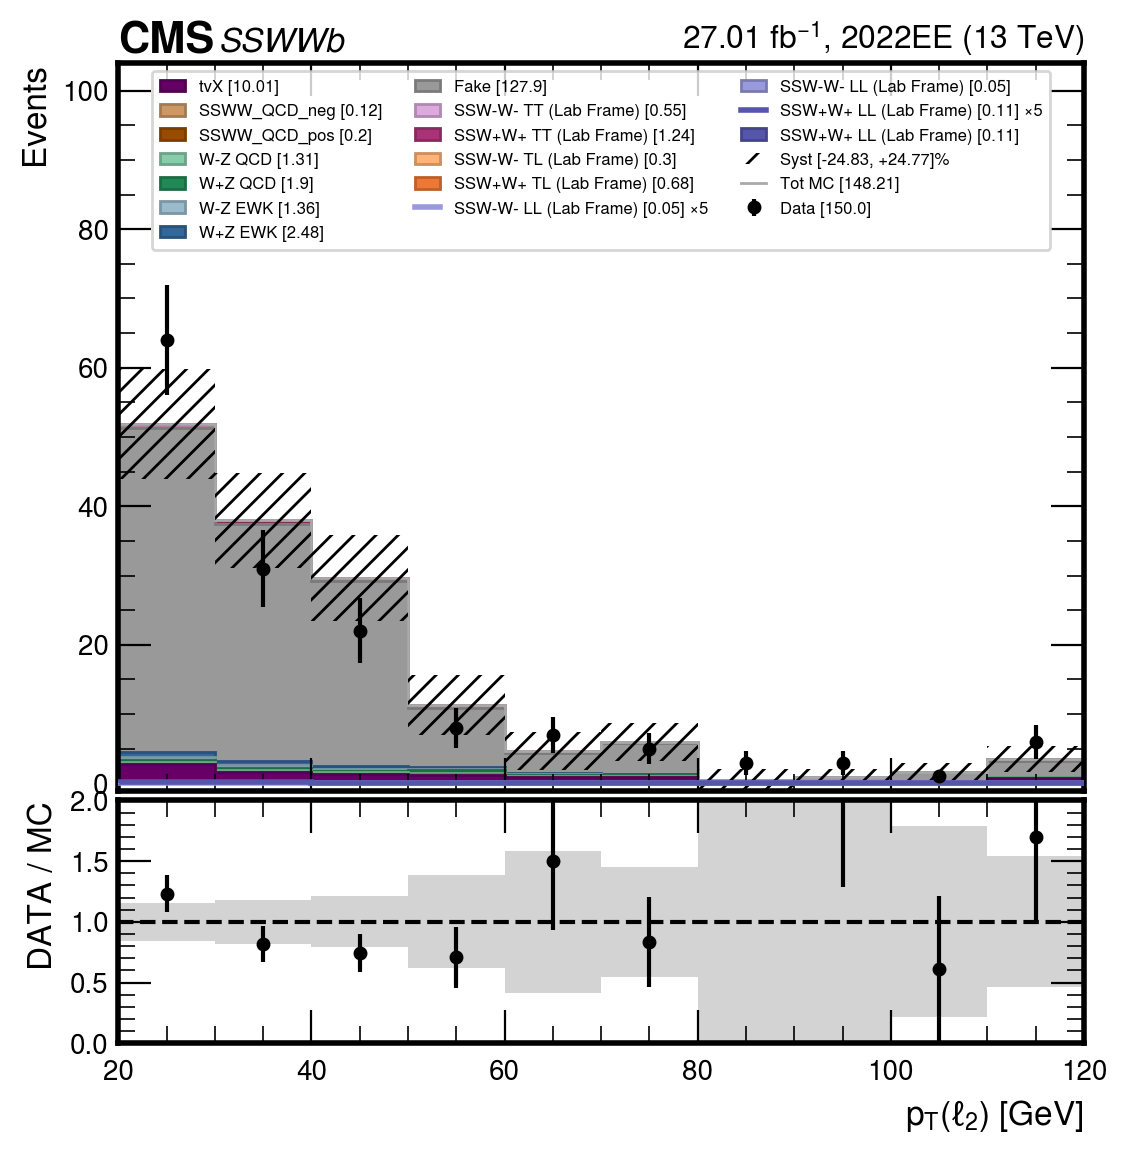 CMS SSWWb 27.01 fb⁻¹, 2022EE (13 TeV)
Events
tvX [10.01]
SSWW_QCD_neg [0.12]
SSWW_QCD_pos [0.2]
W-Z QCD [1.31]
W+Z QCD [1.9]
W-Z EWK [1.36]
W+Z EWK [2.48]
Fake [127.9]
SSW-W- TT (Lab Frame) [0.55]
SSW+W+ TT (Lab Frame) [1.24]
SSW-W- TL (Lab Frame) [0.3]
SSW+W+ TL (Lab Frame) [0.68]
SSW-W- LL (Lab Frame) [0.05] ×5
SSW-W- LL (Lab Frame) [0.05]
SSW+W+ LL (Lab Frame) [0.11] ×5
SSW+W+ LL (Lab Frame) [0.11]
Syst [-24.83, +24.77]%
Tot MC [148.21]
Data [150.0]
100
80
60
40
20
0
DATA / MC
2.0
1.5
1.0
0.5
0.0
20 40 60 80 100 120
p_T(ℓ₂) [GeV]